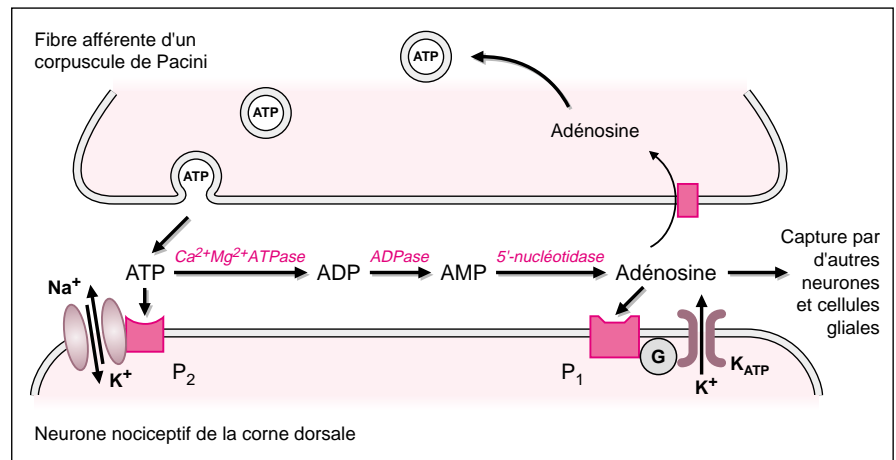 Fibre afférente d'un
corpuscule de Pacini
ATP
ATP
ATP
Adénosine
Ca2+Mg2+ATPase
ADPase
5'-nucléotidase
ATP
ADP
AMP
Adénosine
Capture par
d'autres
neurones
et cellules
gliales
Na+
K+
P2
P1
G
K+
KATP
Neurone nociceptif de la corne dorsale